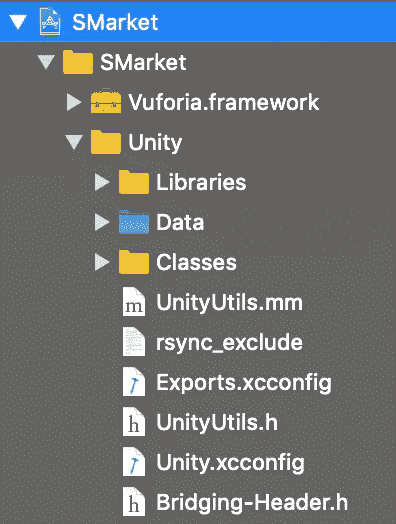 SMarket
SMarket
Vuforia.framework
Unity
Libraries
Data
Classes
m UnityUtils.mm
rsync_exclude
Exports.xcconfig
h UnityUtils.h
Unity.xcconfig
h Bridging-Header.h